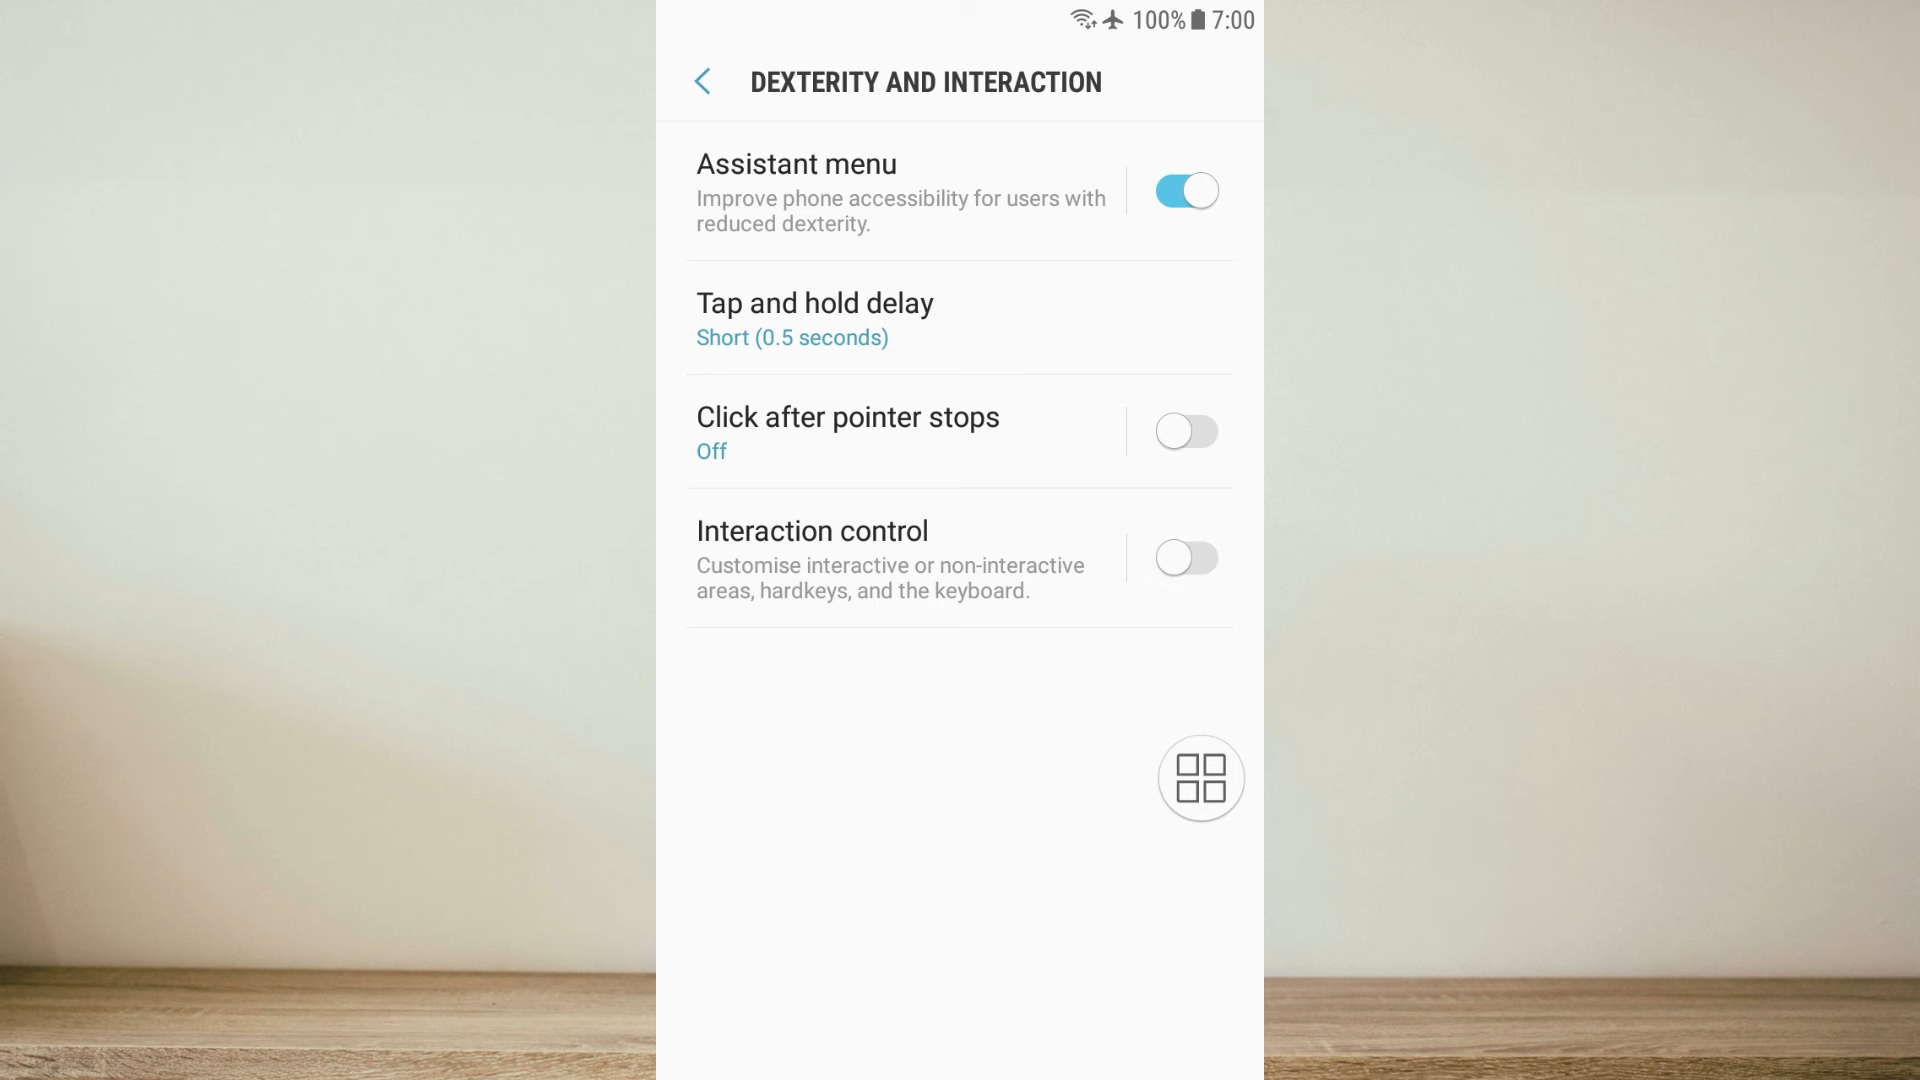 100% 7:00
DEXTERITY AND INTERACTION
Assistant menu
Improve phone accessibility for users with
reduced dexterity.
Tap and hold delay
Short (0.5 seconds)
Click after pointer stops
Off
Interaction control
Customise interactive or non-interactive
areas, hardkeys, and the keyboard.